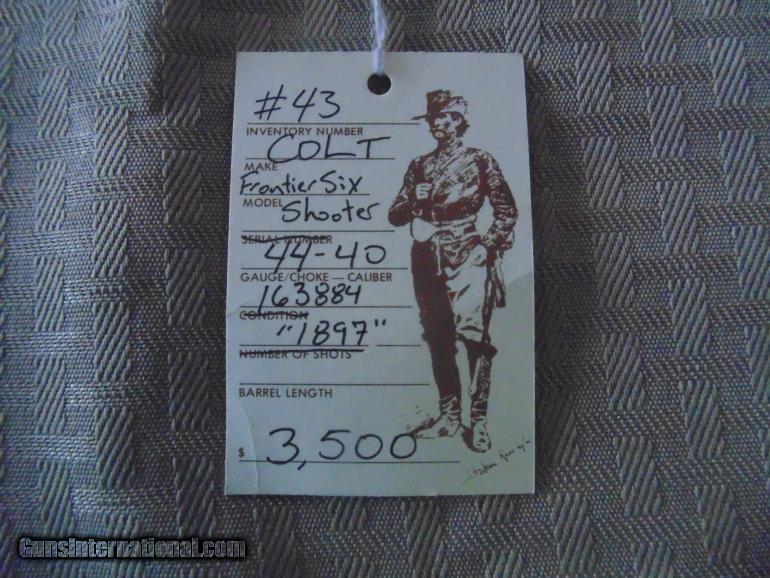 #43
INVENTORY NUMBER
COLT
MAKE
Frontier Six
MODEL Shooter
SERIAL NUMBER
44-40
GAUGE/CHOKE — CALIBER
163884
CONDITION
"1897"
NUMBER OF SHOTS
BARREL LENGTH
$ 3,500
GunsInternational.com